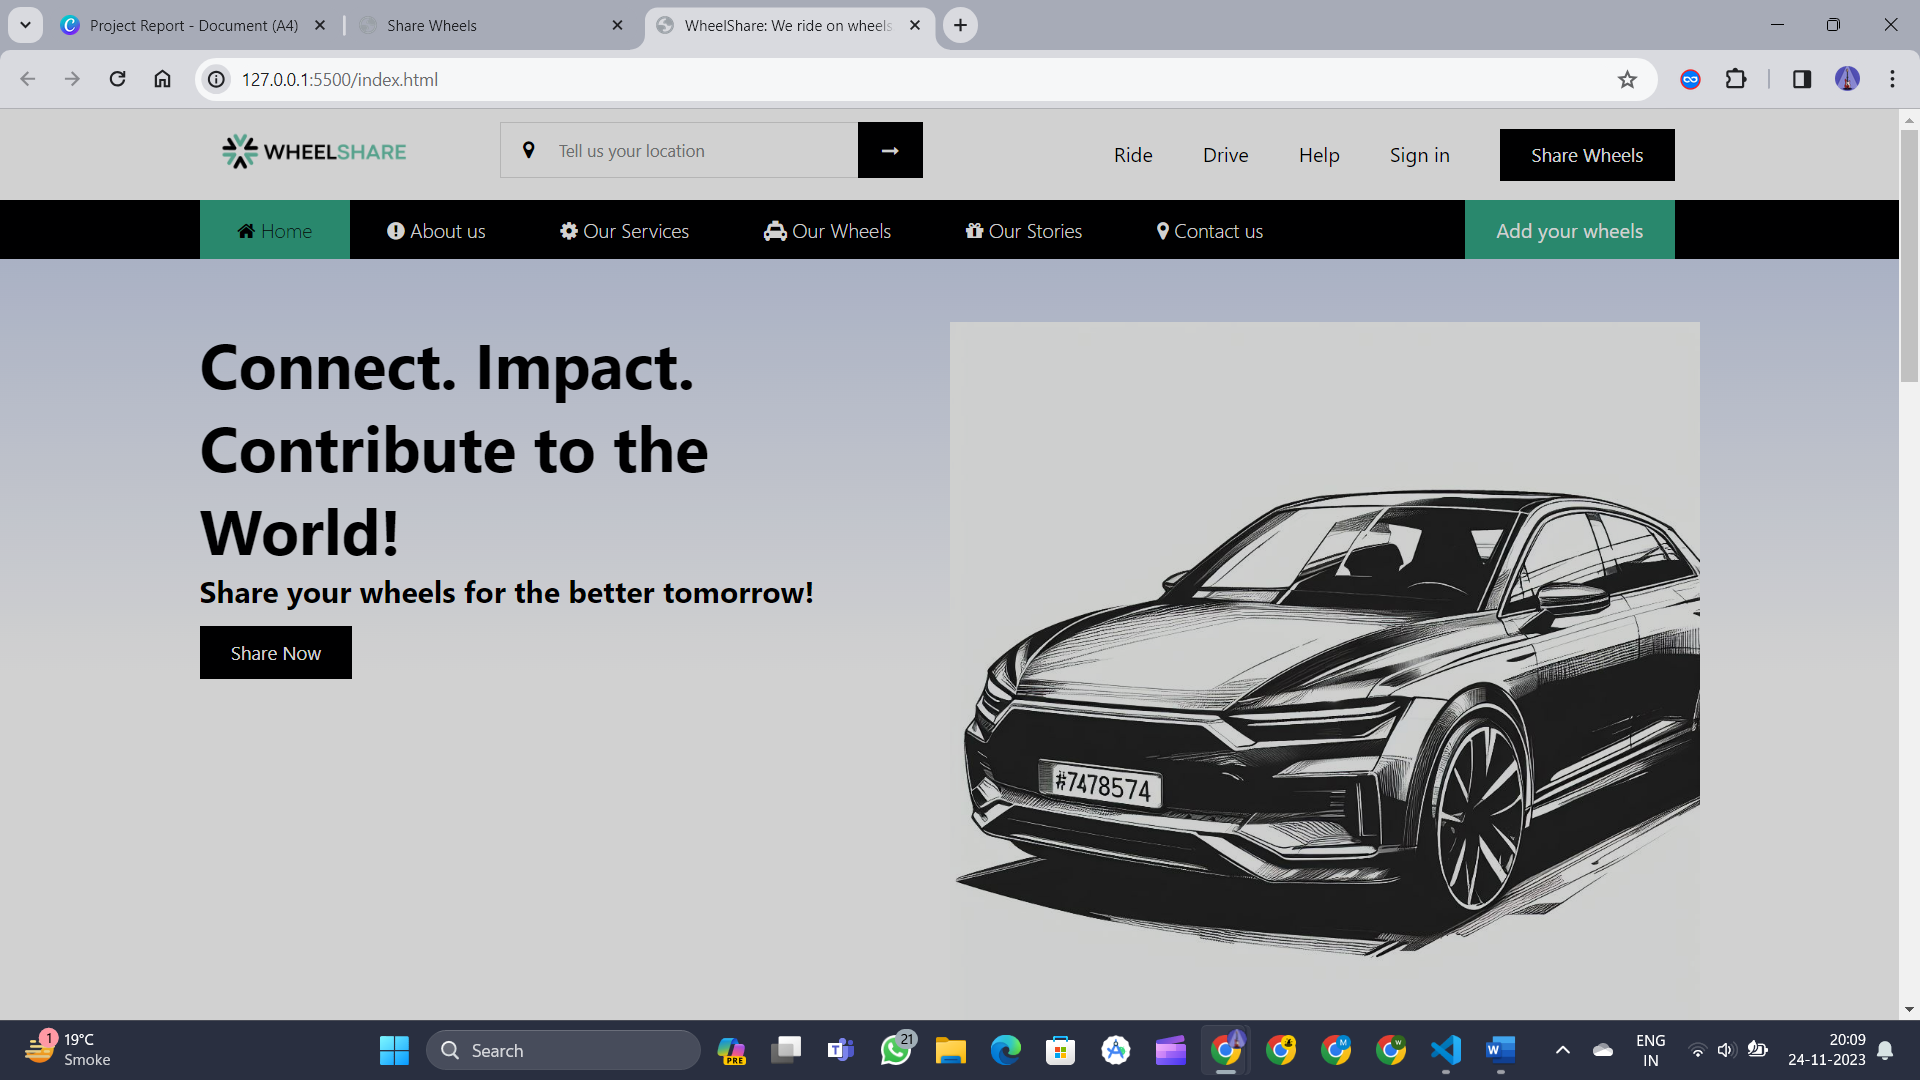 Project Report - Document (A4)
Share Wheels
WheelShare: We ride on wheels
127.0.0.1:5500/index.html
WHEELSHARE
Tell us your location
Ride
Drive
Help
Sign in
Share Wheels
Home
About us
Our Services
Our Wheels
Our Stories
Contact us
Add your wheels
Connect. Impact.
Contribute to the
World!
Share your wheels for the better tomorrow!
Share Now
#7478574
1
19°C
Smoke
Search
PRE
21
ENG
IN
20:09
24-11-2023